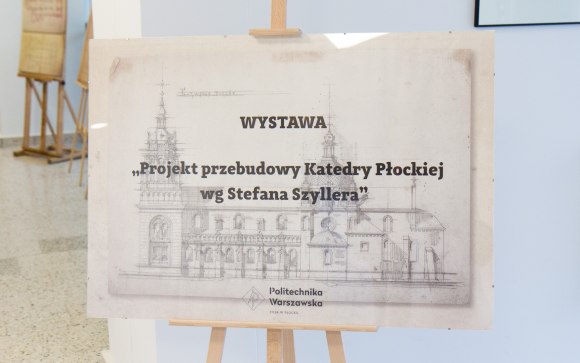 WYSTAWA
„Projekt przebudowy Katedry Płockiej
wg Stefana Szyllera”
Politechnika
Warszawska